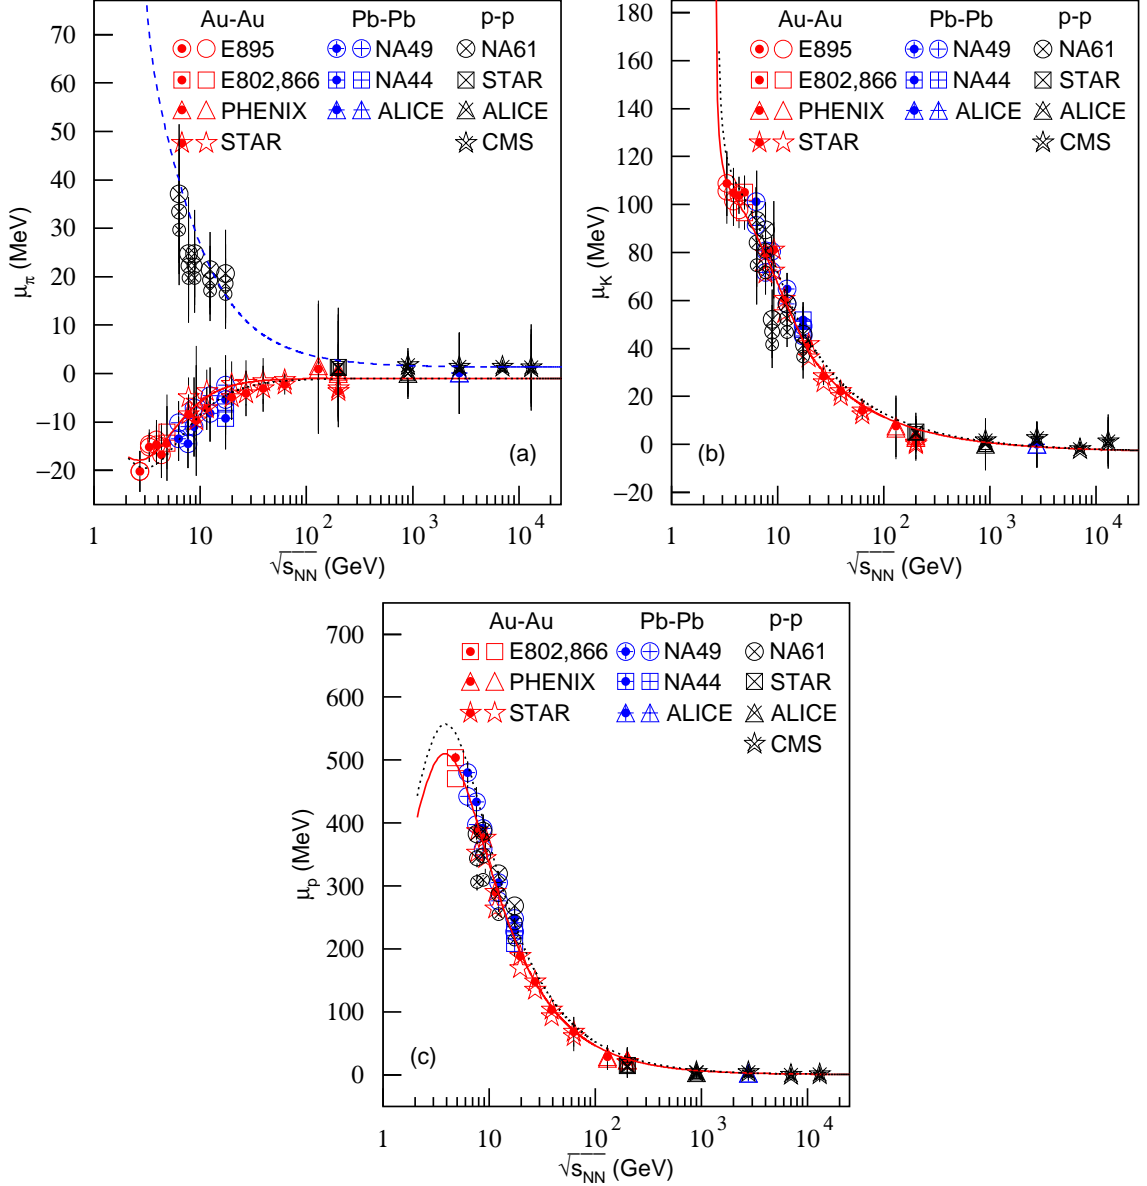 Au-Au Pb-Pb p-p
E895 NA49 NA61
E802,866 NA44 STAR
PHENIX ALICE ALICE
STAR CMS
70
60
50
40
30
20
10
0
−10
−20
μπ (MeV)
(a)
1 10 10² 10³ 10⁴
√sNN (GeV)
Au-Au Pb-Pb p-p
E895 NA49 NA61
E802,866 NA44 STAR
PHENIX ALICE ALICE
STAR CMS
180
160
140
120
100
80
60
40
20
0
−20
μK (MeV)
(b)
1 10 10² 10³ 10⁴
√sNN (GeV)
Au-Au Pb-Pb p-p
E802,866 NA49 NA61
PHENIX NA44 STAR
STAR ALICE ALICE
CMS
700
600
500
400
300
200
100
0
μp (MeV)
(c)
1 10 10² 10³ 10⁴
√sNN (GeV)